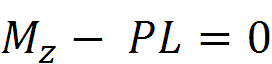 M_z − PL = 0